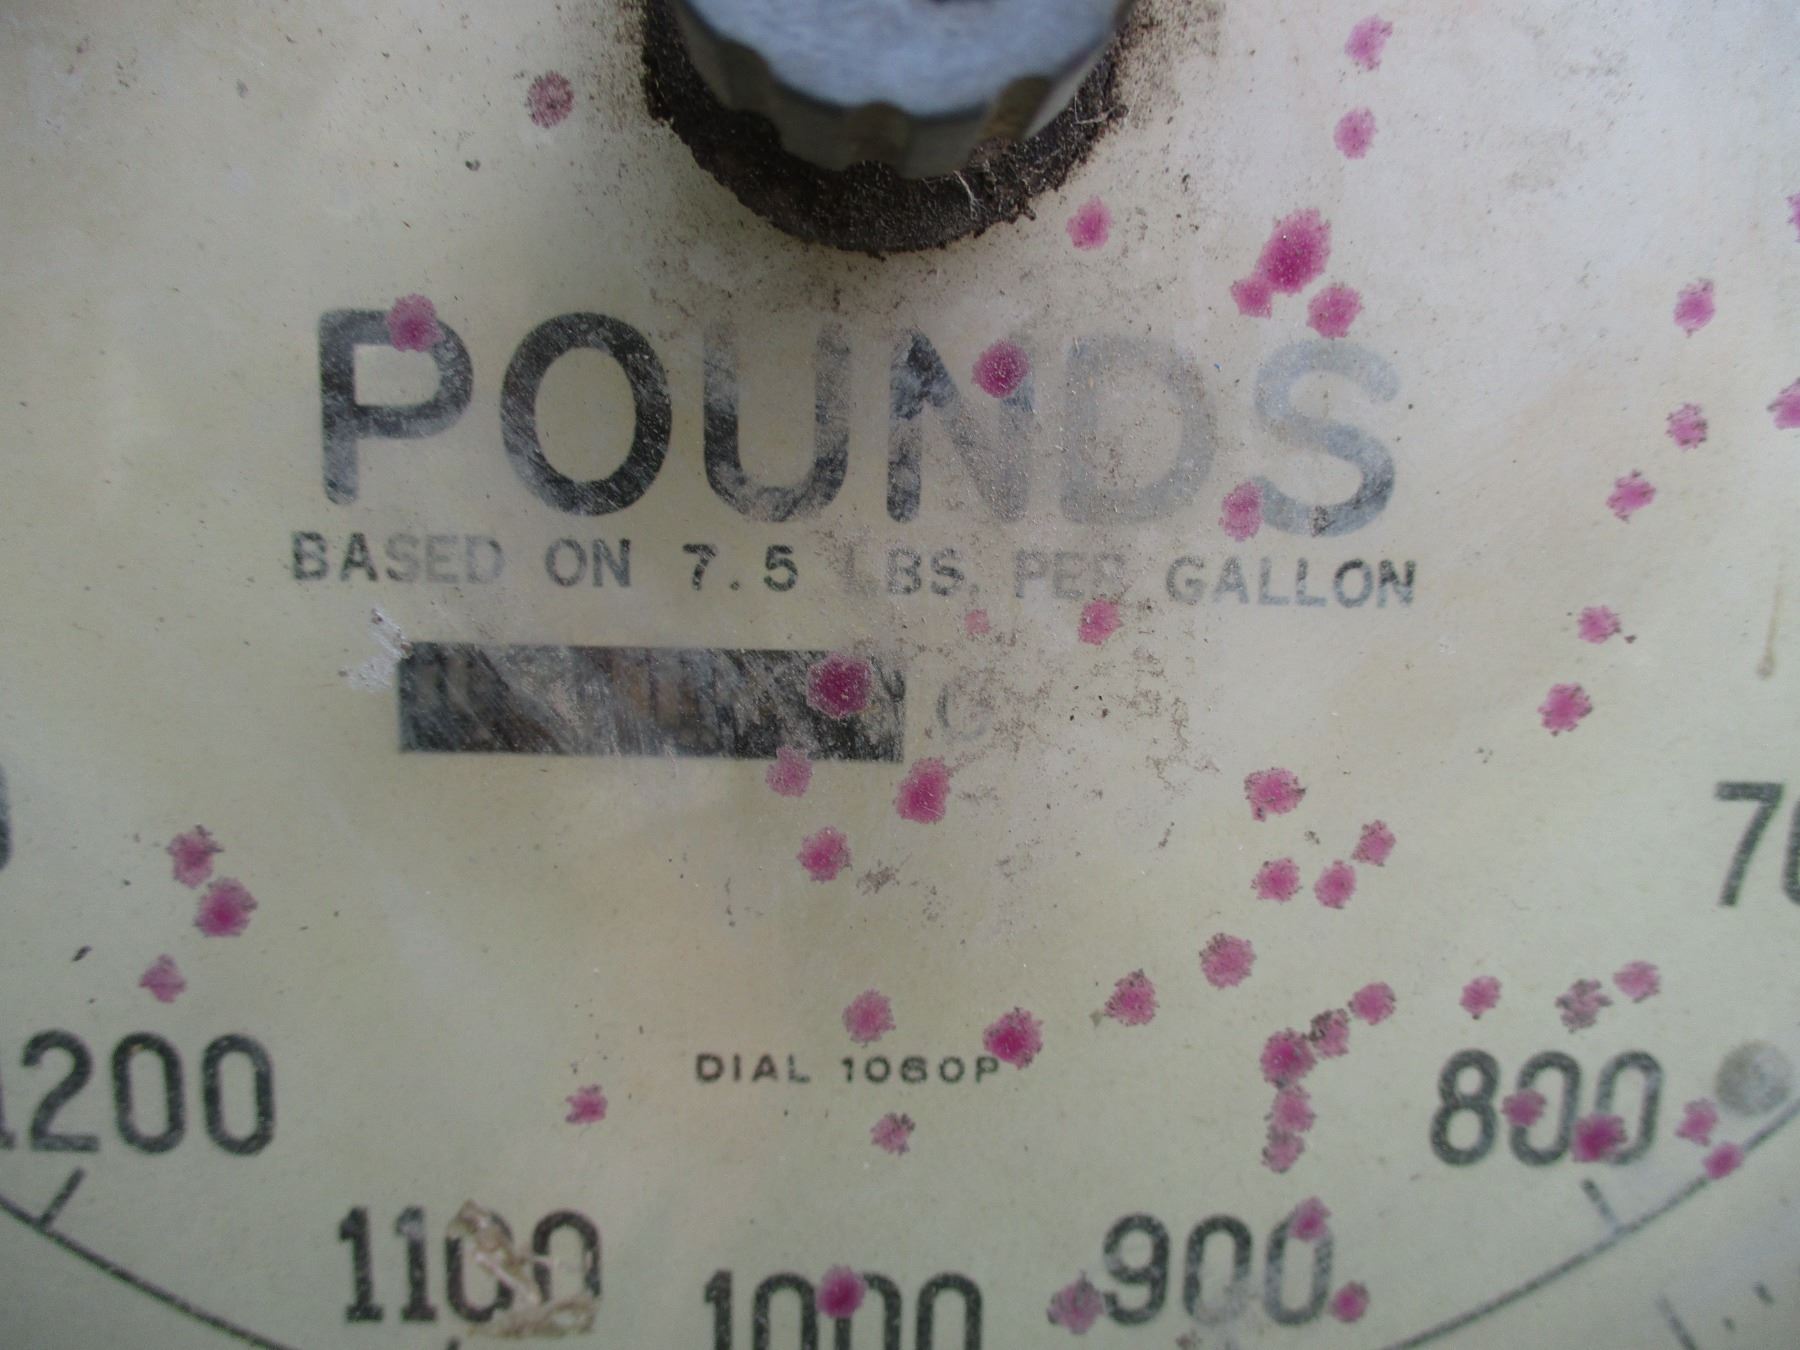 POUNDS
BASED ON 7.5 LBS. PER GALLON
DIAL 1060P
1200
800
1100
1000
900